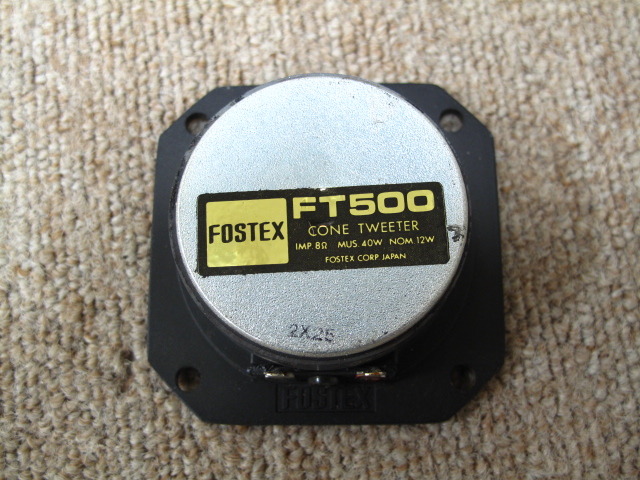 FOSTEX
FT500
CONE TWEETER
IMP 8Ω MUS 40W NOM 12W
FOSTEX CORP JAPAN
2X25
FOSTEX